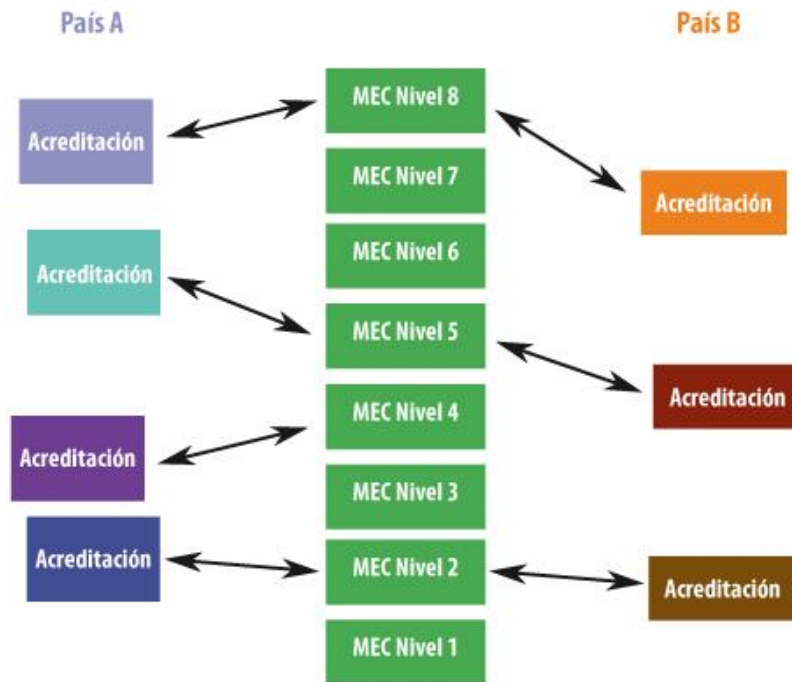 País A
País B
MEC Nivel 8
Acreditación
MEC Nivel 7
Acreditación
MEC Nivel 6
Acreditación
MEC Nivel 5
Acreditación
MEC Nivel 4
Acreditación
MEC Nivel 3
Acreditación
MEC Nivel 2
Acreditación
MEC Nivel 1